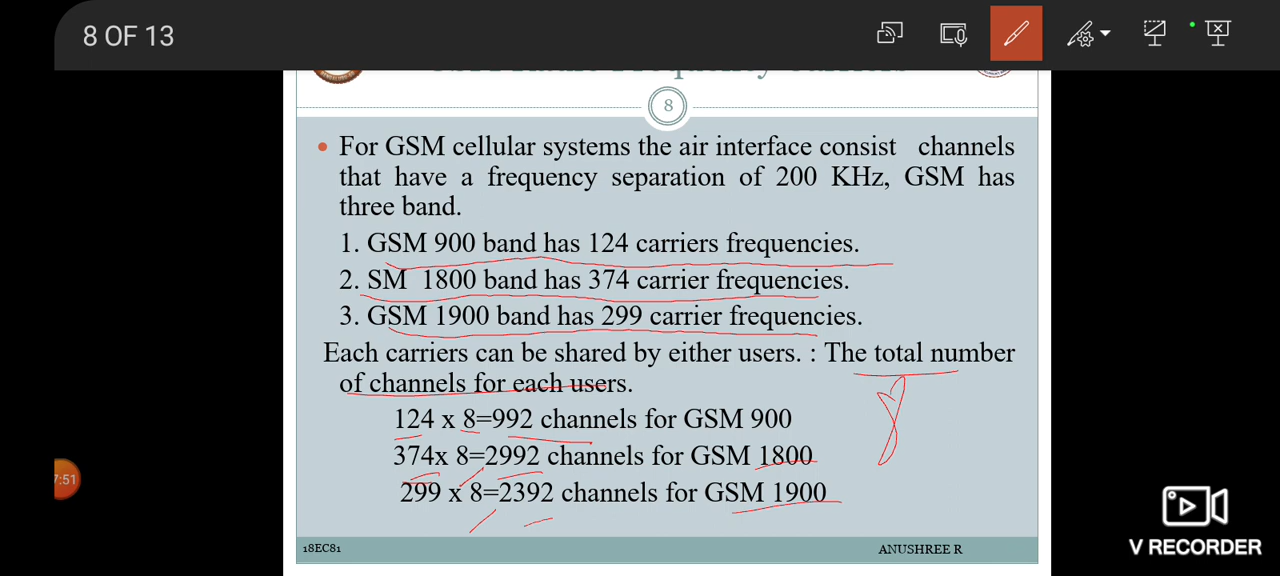 8 OF 13
8
• For GSM cellular systems the air interface consist channels
that have a frequency separation of 200 KHz, GSM has
three band.
1. GSM 900 band has 124 carriers frequencies.
2. SM 1800 band has 374 carrier frequencies.
3. GSM 1900 band has 299 carrier frequencies.
Each carriers can be shared by either users. : The total number
of channels for each users.
124 x 8=992 channels for GSM 900
8
374x 8=2992 channels for GSM 1800
:51
299 x 8=2392 channels for GSM 1900
V RECORDER
18EC81 ANUSHREE R